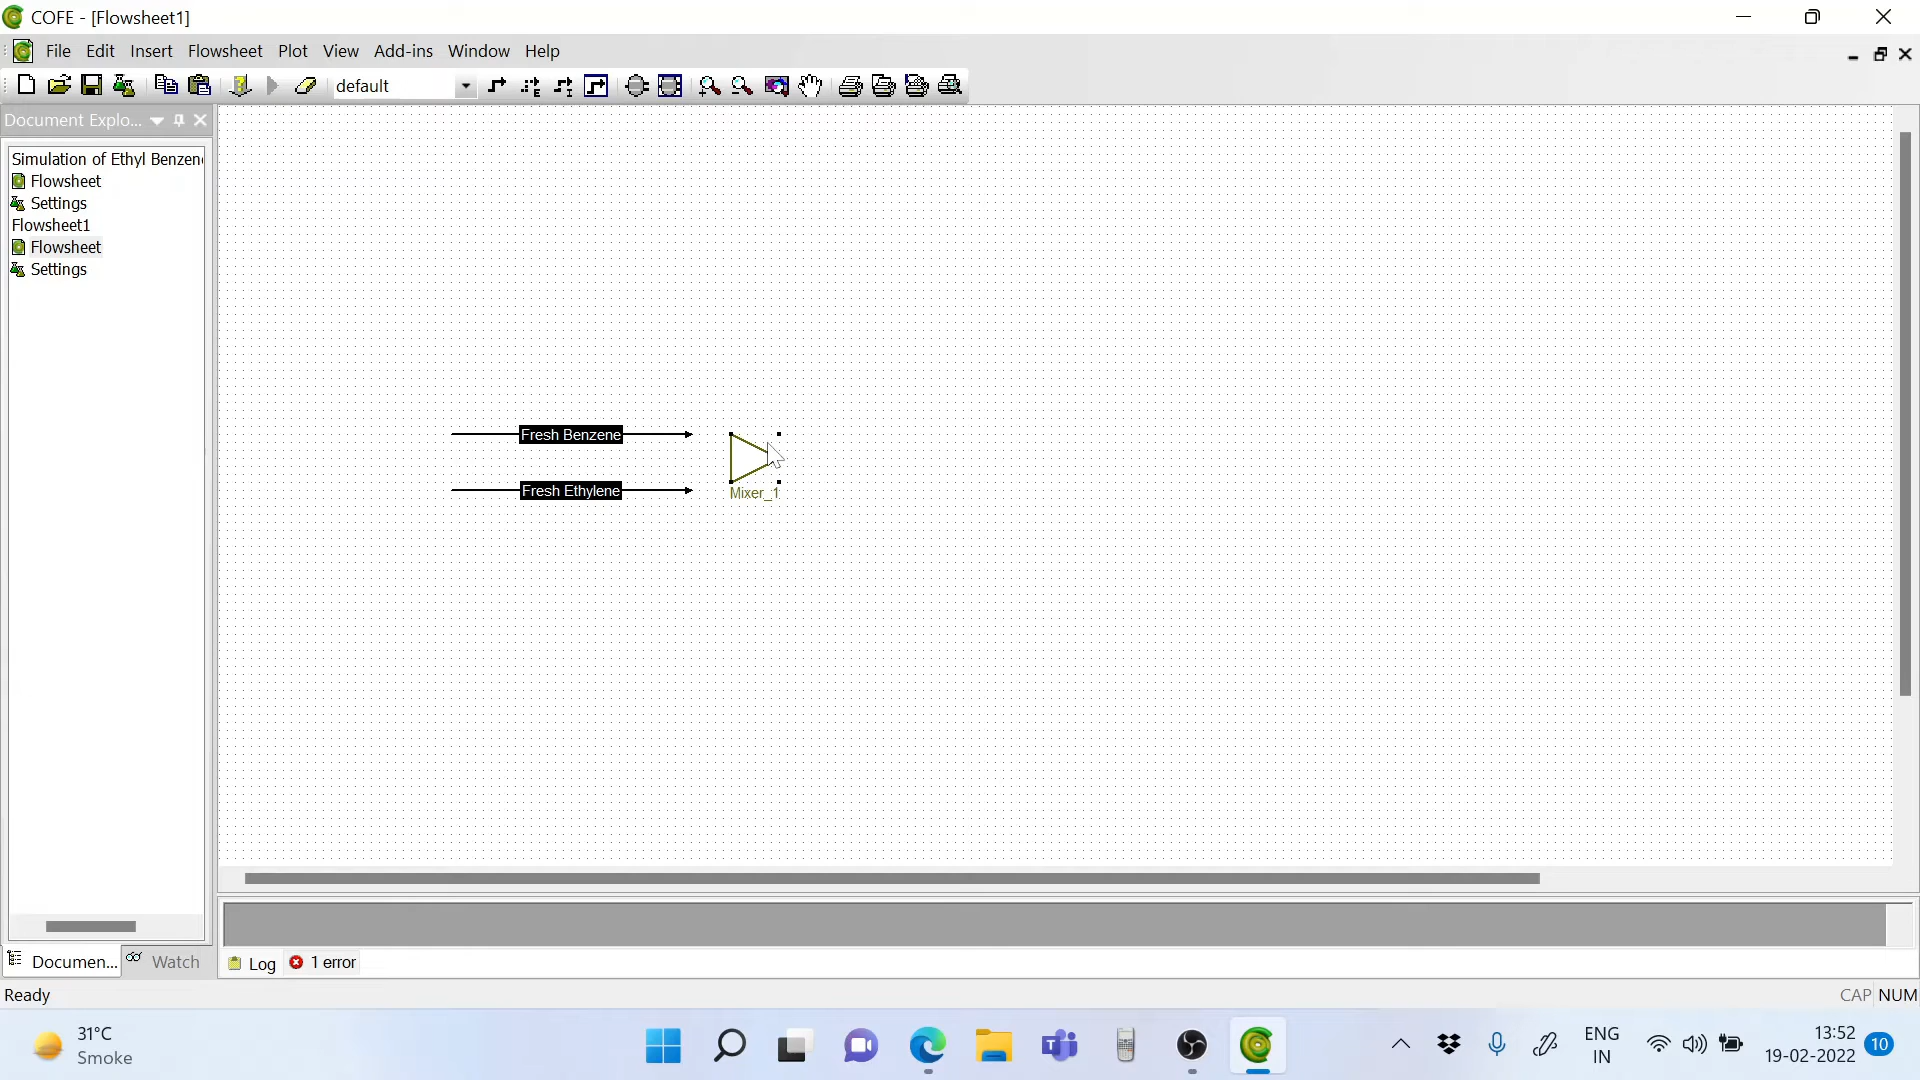 COFE - [Flowsheet1]
File Edit Insert Flowsheet Plot View Add-ins Window Help
default
Document Explo...
Simulation of Ethyl Benzen
Flowsheet
Settings
Flowsheet1
Flowsheet
Settings
Fresh Benzene
Fresh Ethylene
Mixer_1
Documen... Watch
Log 1 error
Ready
CAP NUM
31°C
Smoke
ENG
IN
13:52
19-02-2022
10